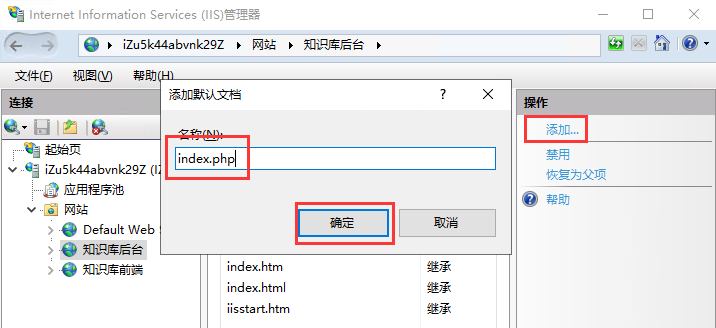 Internet Information Services (IIS)管理器
iZu5k44abvnk29Z 网站 知识库后台
文件(F) 视图(V) 帮助(H)
连接
起始页
iZu5k44abvnk29Z (IZ
应用程序池
网站
Default Web S
知识库后台
知识库前端
添加默认文档 ?
名称(N):
index.php
确定 取消
index.htm 继承
index.html 继承
iisstart.htm 继承
操作
添加...
禁用
恢复为父项
帮助